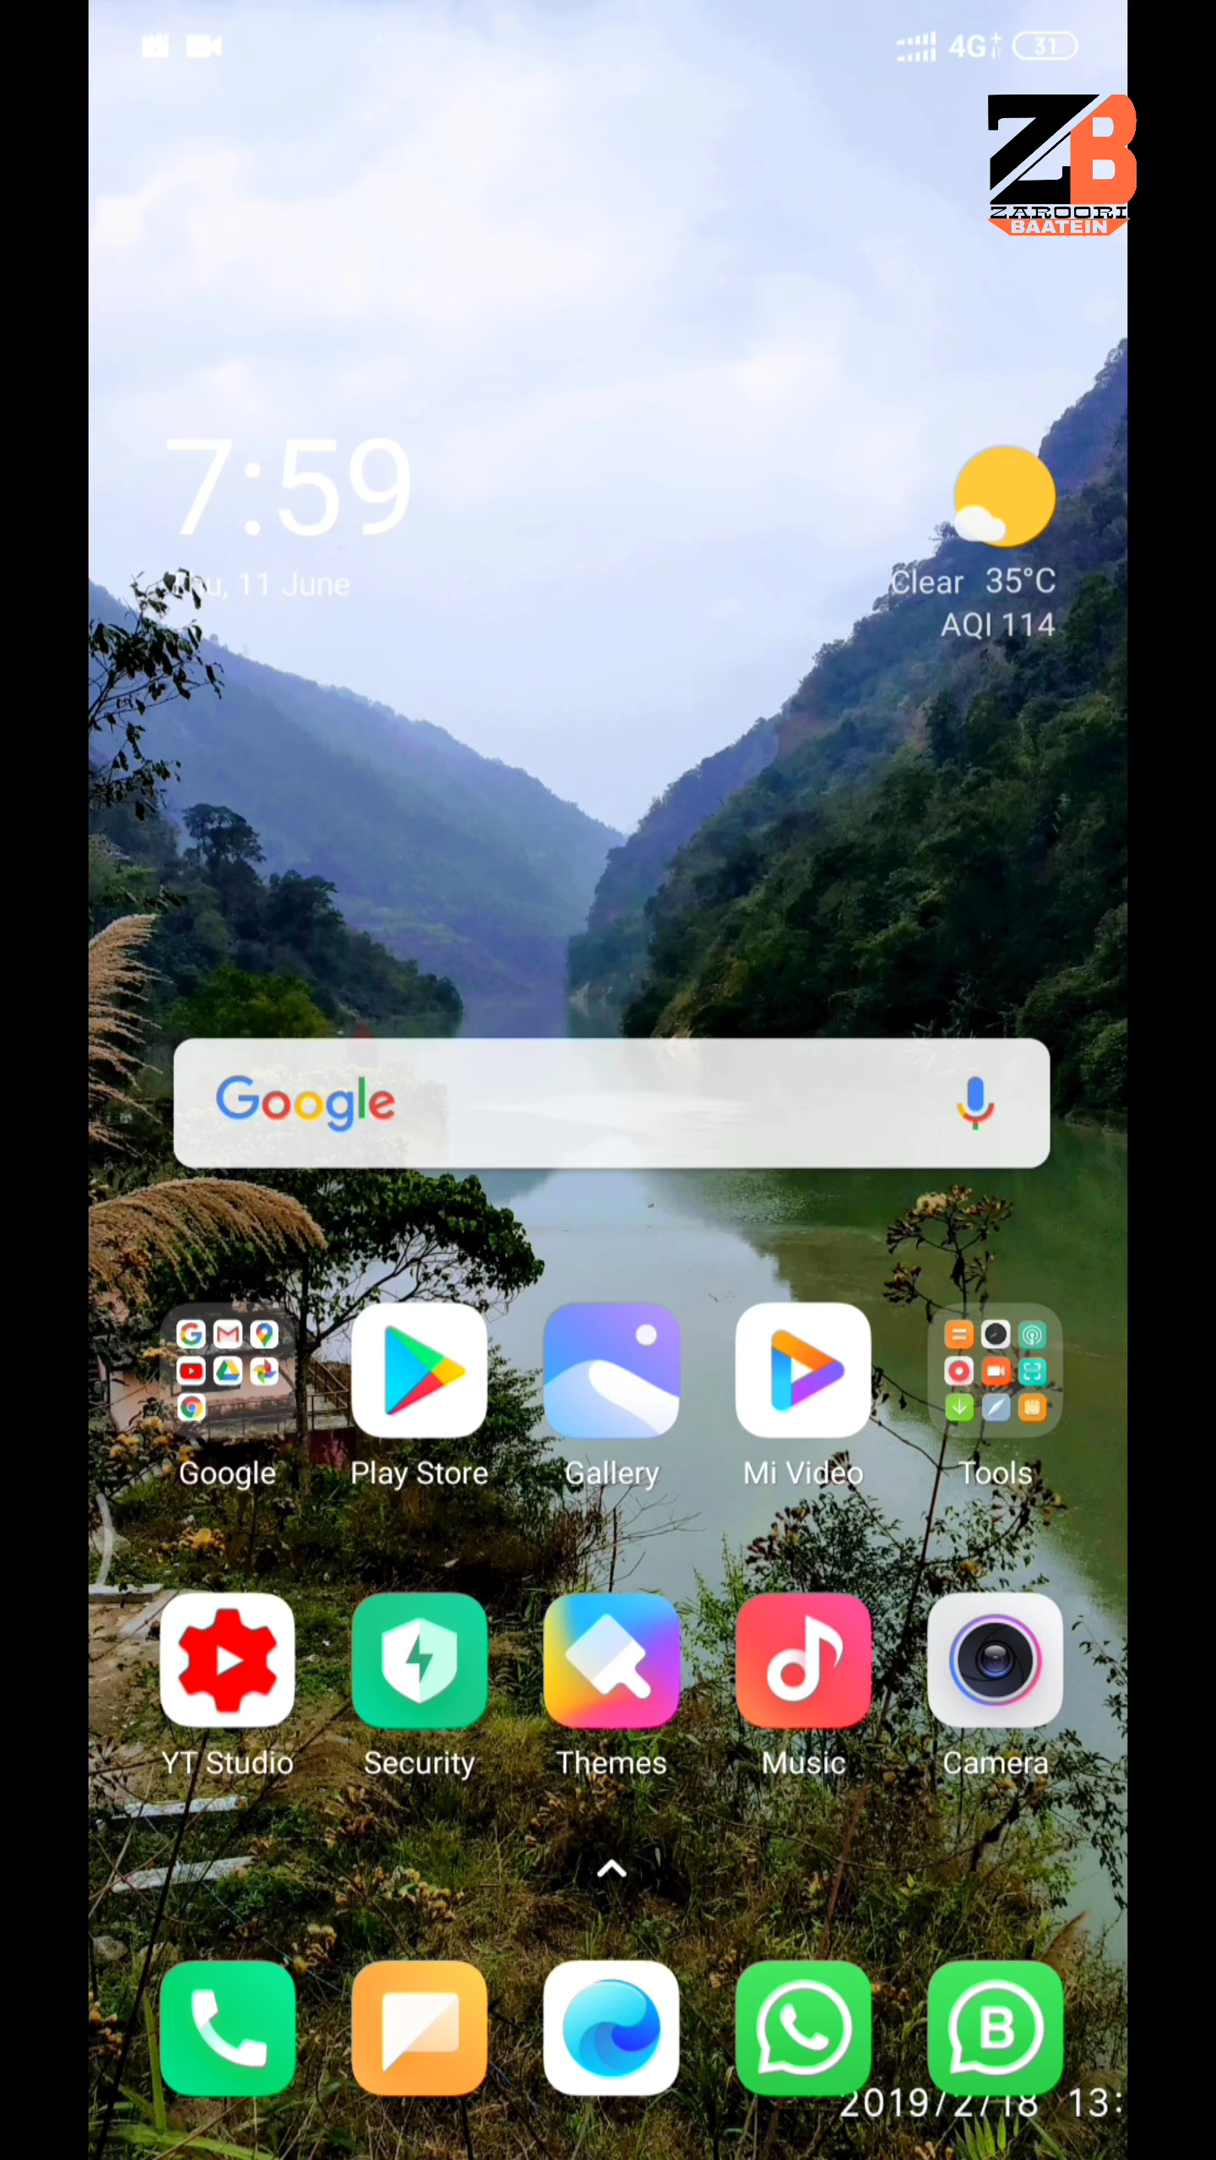 4G+ 31
ZB
ZAROORI
BAATEIN
7:59
Thu, 11 June
Clear 35°C
AQI 114
Google
Google Play Store Gallery Mi Video Tools
YT Studio Security Themes Music Camera
B
2019/2/18 13: